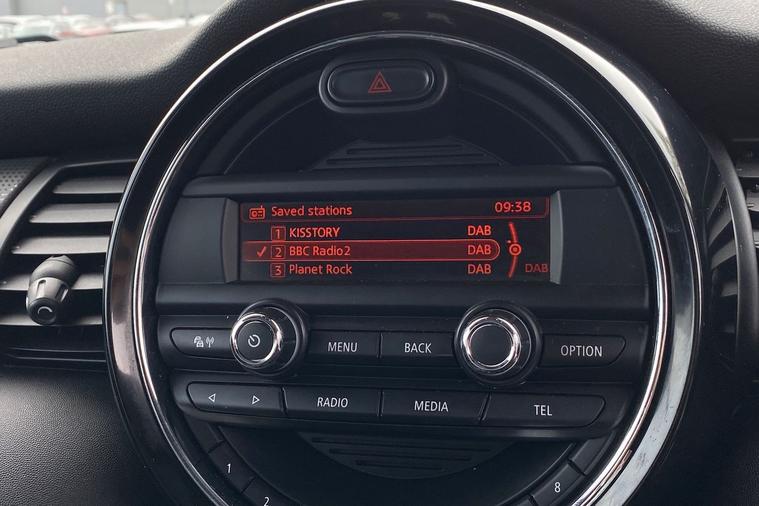 Saved stations 09:38
1 KISSTORY DAB
✓ 2 BBC Radio2 DAB
3 Planet Rock DAB DAB
MENU BACK OPTION
RADIO MEDIA TEL
1 2 8